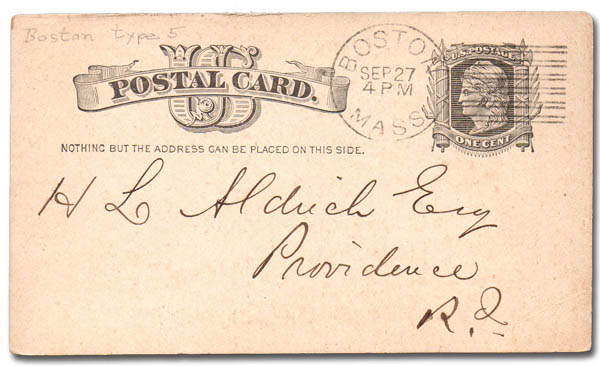 Boston type 5
US
POSTAL CARD.
NOTHING BUT THE ADDRESS CAN BE PLACED ON THIS SIDE.
BOSTON
SEP 27
4 PM
MASS
U.S. POSTAGE
ONE CENT
H L Aldrich Esq
Providence
R.I.